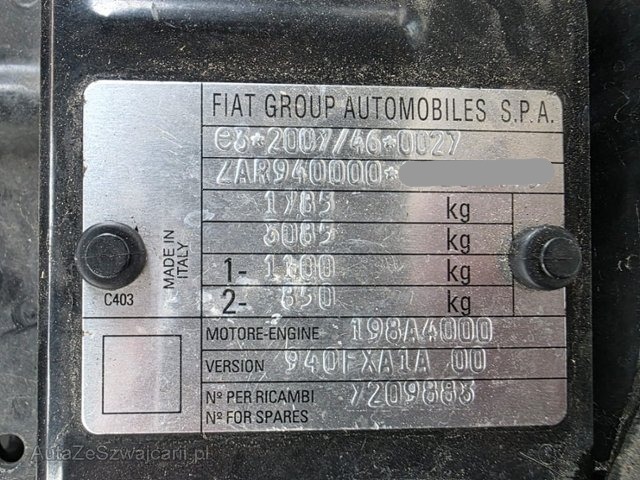 FIAT GROUP AUTOMOBILES S.P.A.
e3*2007/46*0027
ZAR940000*
1785 kg
3085 kg
1- 1100 kg
2- 850 kg
MADE IN ITALY
C403
MOTORE-ENGINE 198A4000
VERSION 940FXA1A 00
Nº PER RICAMBI 7209883
Nº FOR SPARES
AutaZeSzwajcarii.pl